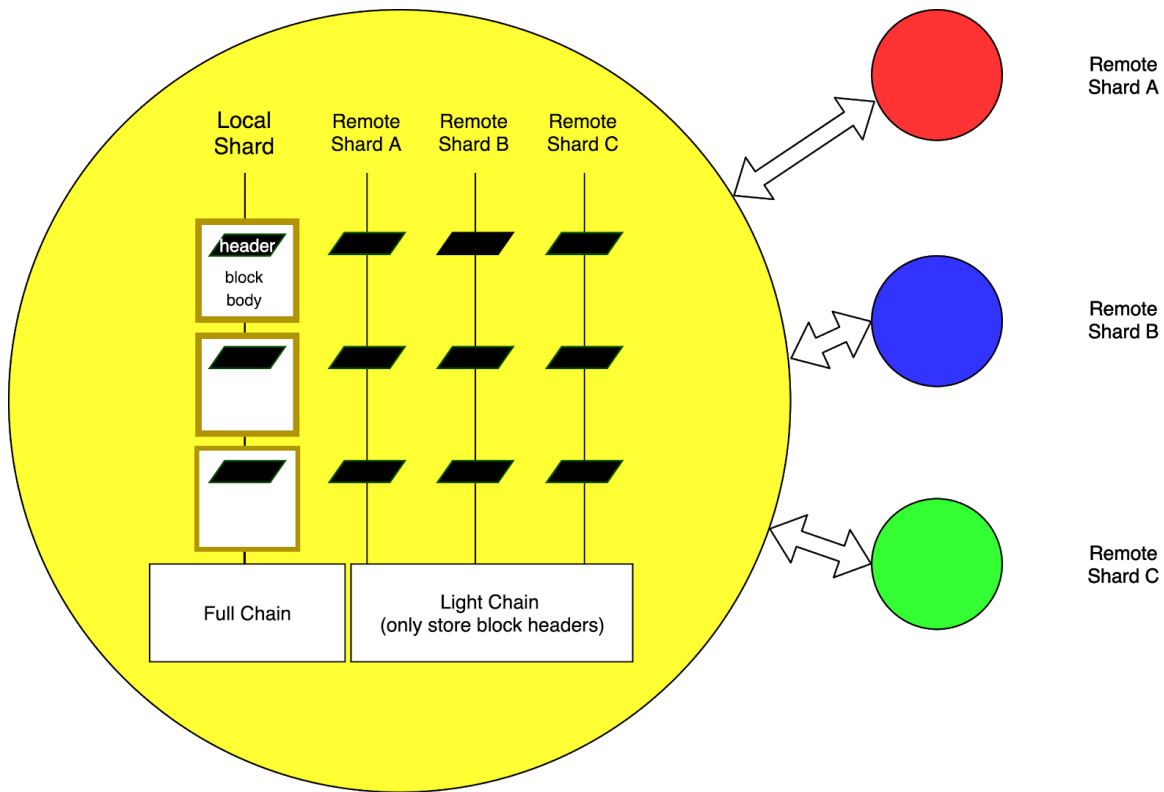 Local
Shard
Remote
Shard A
Remote
Shard B
Remote
Shard C
header
block
body
Full Chain
Light Chain
(only store block headers)
Remote
Shard A
Remote
Shard B
Remote
Shard C